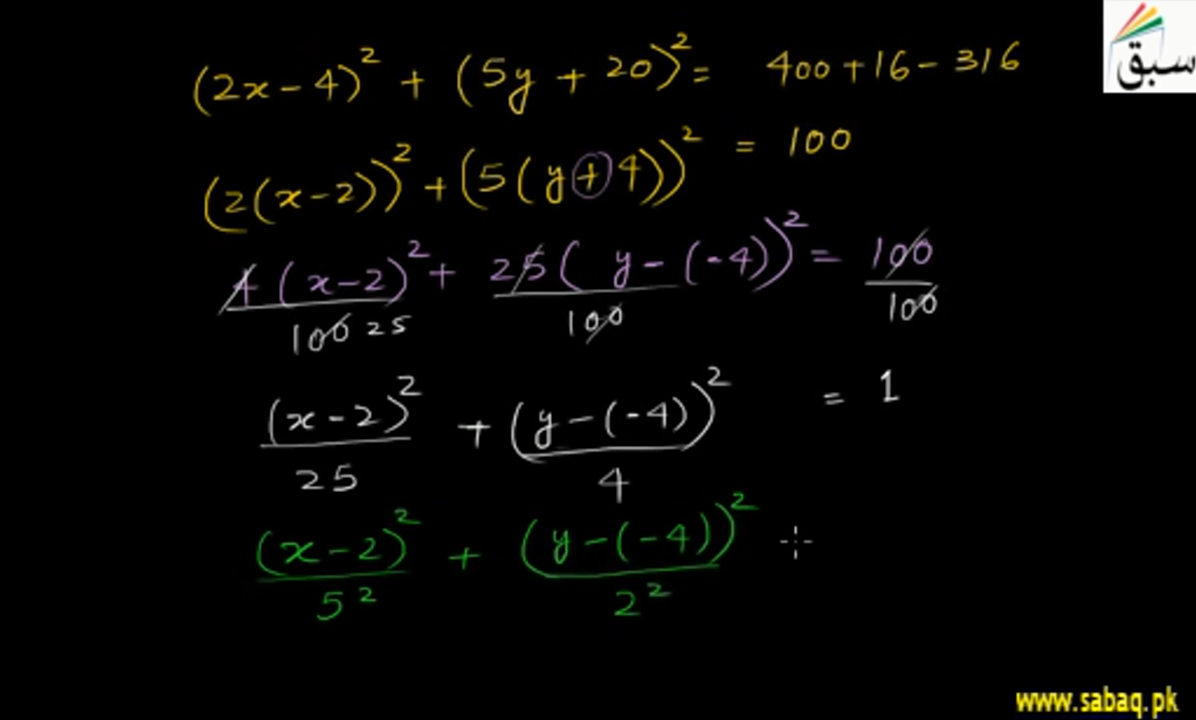 سبق
(2x-4)² + (5y + 20)² = 400+16-316
(2(x-2))² + (5(y+4))² = 100
4(x-2)²/100 25 + 25(y-(-4))²/100 = 100/100
(x-2)²/25 + (y-(-4))²/4 = 1
(x-2)²/5² + (y-(-4))²/2²
www.sabaq.pk